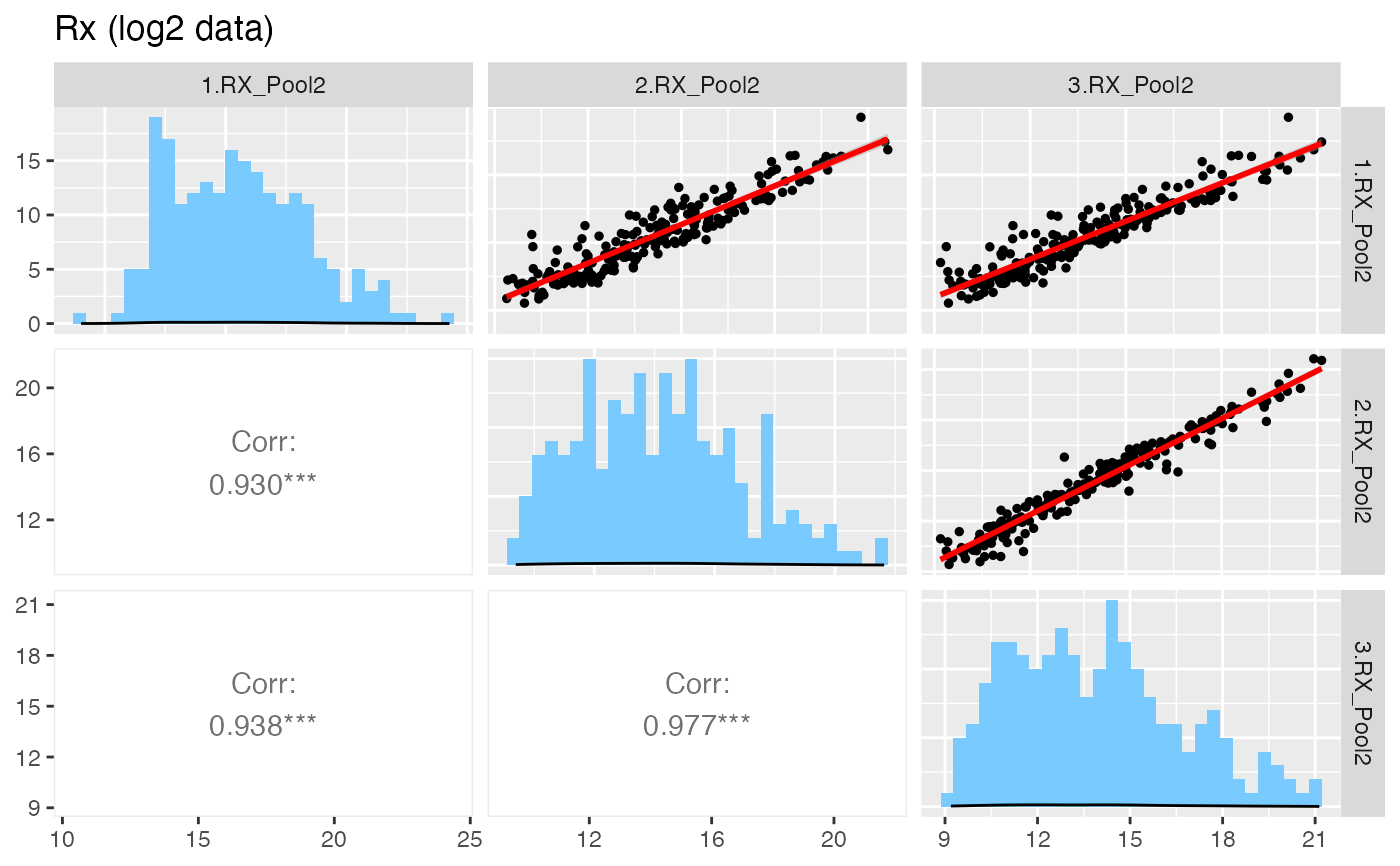 Rx (log2 data)
1.RX_Pool2
2.RX_Pool2
3.RX_Pool2
15
10
5
0
1.RX_Pool2
20
16
12
Corr:
0.930***
2.RX_Pool2
21
18
15
12
9
Corr:
0.938***
Corr:
0.977***
3.RX_Pool2
10 15 20 25
12 16 20
9 12 15 18 21